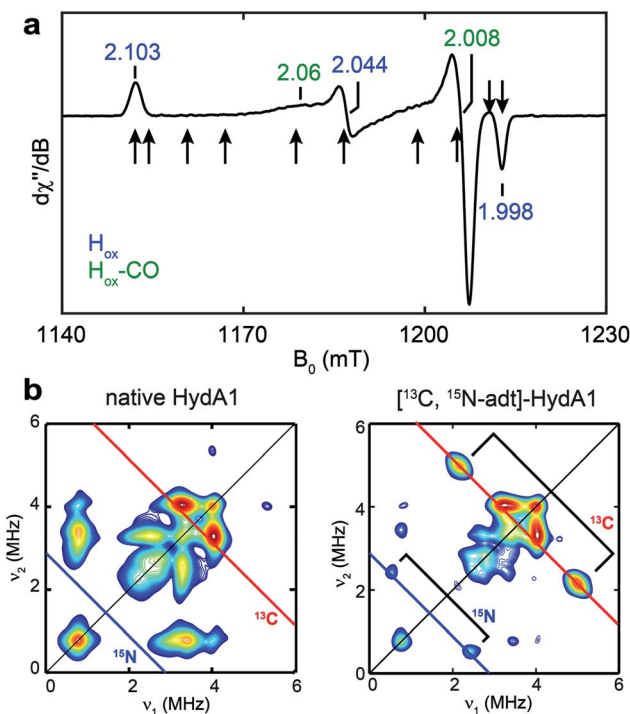 a
2.103
2.06
2.044
2.008
1.998
dχ"/dB
Hox
Hox-CO
1140 1170 1200 1230
B0 (mT)
b
native HydA1
[13C, 15N-adt]-HydA1
6
4
2
0
ν2 (MHz)
13C
15N
0 2 4 6
ν1 (MHz)
6
4
2
0
ν2 (MHz)
13C
15N
0 2 4 6
ν1 (MHz)